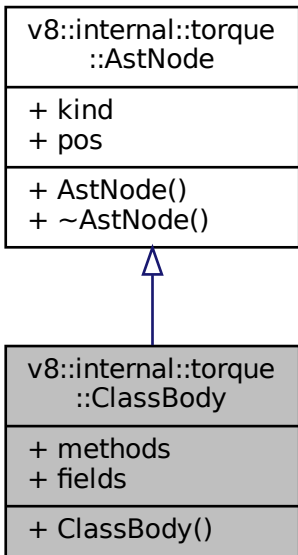 v8::internal::torque
::AstNode
+ kind
+ pos
+ AstNode()
+ ~AstNode()
v8::internal::torque
::ClassBody
+ methods
+ fields
+ ClassBody()